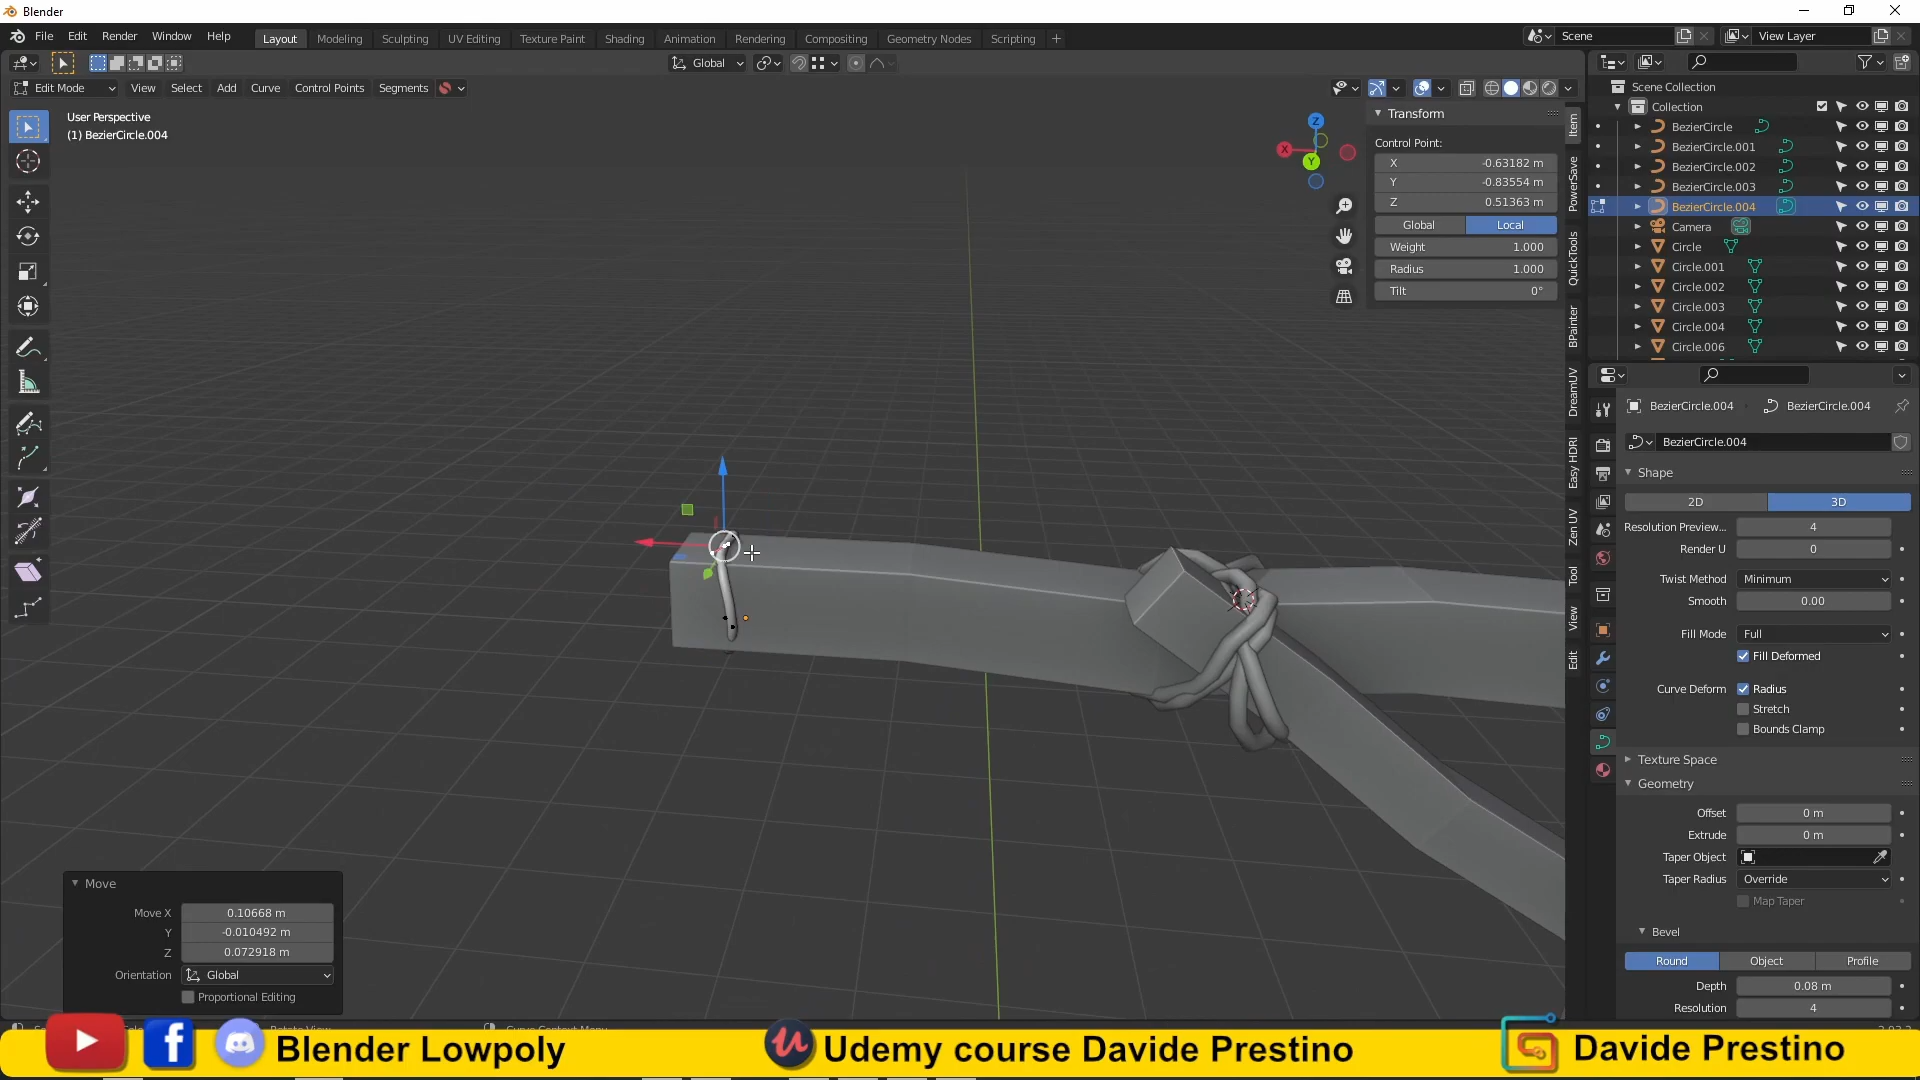 Blender
File Edit Render Window Help
Layout Modeling Sculpting UV Editing Texture Paint Shading Animation Rendering Compositing Geometry Nodes Scripting +
Scene
View Layer
Global
Edit Mode View Select Add Curve Control Points Segments
User Perspective
(1) BezierCircle.004
Z
X
Y
Transform
Control Point:
X -0.63182 m
Y -0.83554 m
Z 0.51363 m
Global Local
Weight 1.000
Radius 1.000
Tilt 0°
Item
PowerSave
QuickTools
BPainter
DreamUV
Easy HDRI
Zen UV
Tool
View
Edit
Scene Collection
Collection
BezierCircle
BezierCircle.001
BezierCircle.002
BezierCircle.003
BezierCircle.004
Camera
Circle
Circle.001
Circle.002
Circle.003
Circle.004
Circle.006
BezierCircle.004 BezierCircle.004
BezierCircle.004
Shape
2D 3D
Resolution Preview... 4
Render U 0
Twist Method Minimum
Smooth 0.00
Fill Mode Full
Fill Deformed
Curve Deform Radius
Stretch
Bounds Clamp
Texture Space
Geometry
Offset 0 m
Extrude 0 m
Taper Object
Taper Radius Override
Map Taper
Bevel
Round Object Profile
Depth 0.08 m
Resolution 4
Move
Move X 0.10668 m
Y -0.010492 m
Z 0.072918 m
Orientation Global
Proportional Editing
Blender Lowpoly
Udemy course Davide Prestino
Davide Prestino